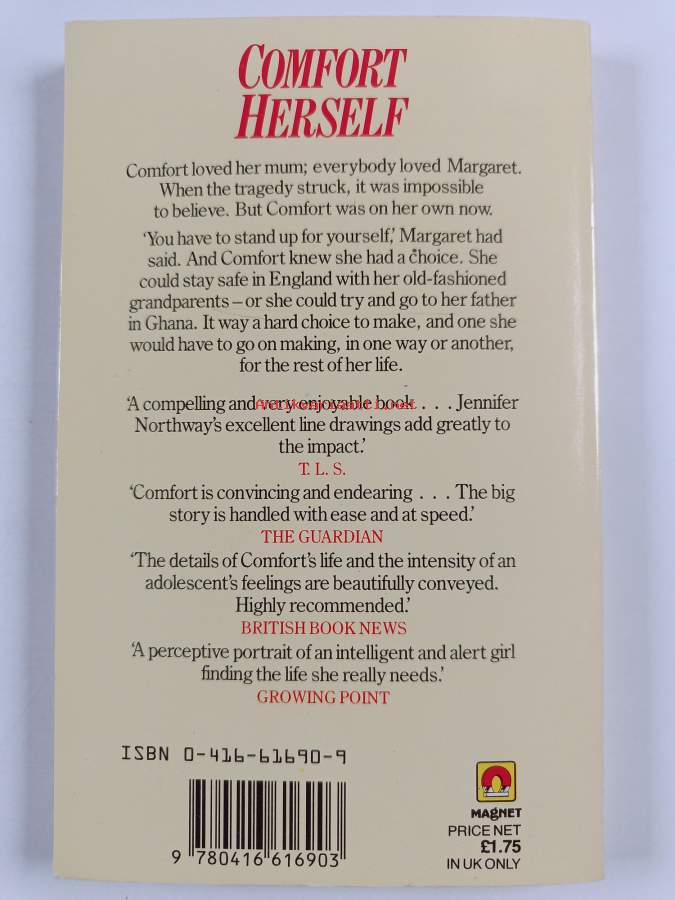 COMFORT
HERSELF
Comfort loved her mum; everybody loved Margaret.
When the tragedy struck, it was impossible
to believe. But Comfort was on her own now.
‘You have to stand up for yourself,’ Margaret had
said. And Comfort knew she had a choice. She
could stay safe in England with her old-fashioned
grandparents – or she could try and go to her father
in Ghana. It way a hard choice to make, and one she
would have to go on making, in one way or another,
for the rest of her life.
‘A compelling and very enjoyable book . . . Jennifer
Antikvariaatti.net
Northway’s excellent line drawings add greatly to
the impact.’
T. L. S.
‘Comfort is convincing and endearing . . . The big
story is handled with ease and at speed.’
THE GUARDIAN
‘The details of Comfort’s life and the intensity of an
adolescent’s feelings are beautifully conveyed.
Highly recommended.’
BRITISH BOOK NEWS
‘A perceptive portrait of an intelligent and alert girl
finding the life she really needs.’
GROWING POINT
ISBN 0-416-61690-9
9 780416 616903
MAGNET
PRICE NET
£1.75
IN UK ONLY